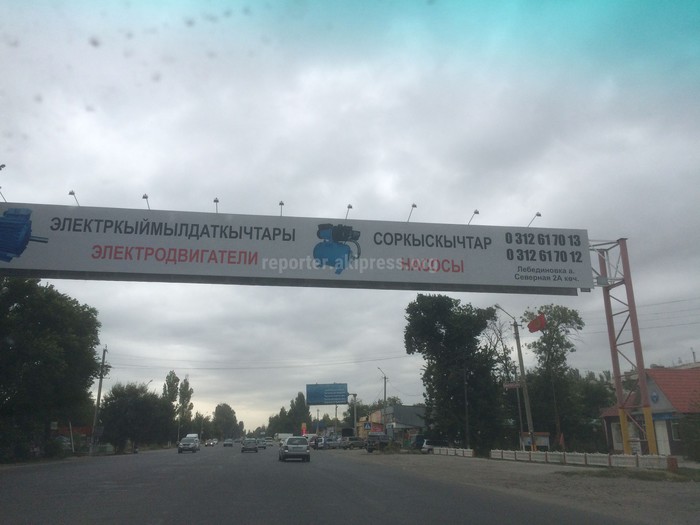 ЭЛЕКТРКЫЙМЫЛДАТКЫЧТАРЫ
ЭЛЕКТРОДВИГАТЕЛИ
СОРКЫСКЫЧТАР
НАСОСЫ
0 312 61 70 13
0 312 61 70 12
Лебединовка а.
Северная 2А көч.
reporter.akipress.org